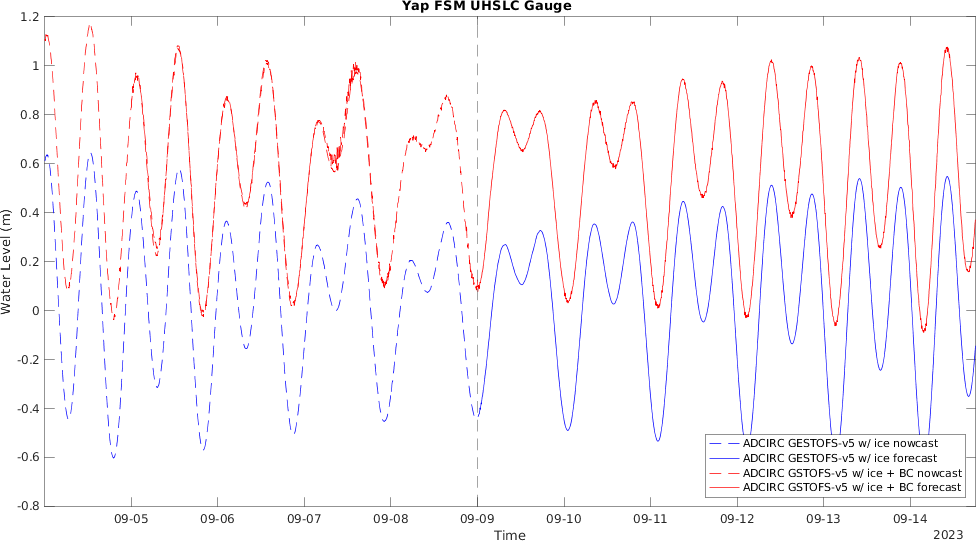 Yap FSM UHSLC Gauge
1.2
1
0.8
0.6
0.4
0.2
0
-0.2
-0.4
-0.6
-0.8
Water Level (m)
ADCIRC GESTOFS-v5 w/ ice nowcast
ADCIRC GESTOFS-v5 w/ ice forecast
ADCIRC GSTOFS-v5 w/ ice + BC nowcast
ADCIRC GSTOFS-v5 w/ ice + BC forecast
09-05 09-06 09-07 09-08 09-09 09-10 09-11 09-12 09-13 09-14
Time
2023